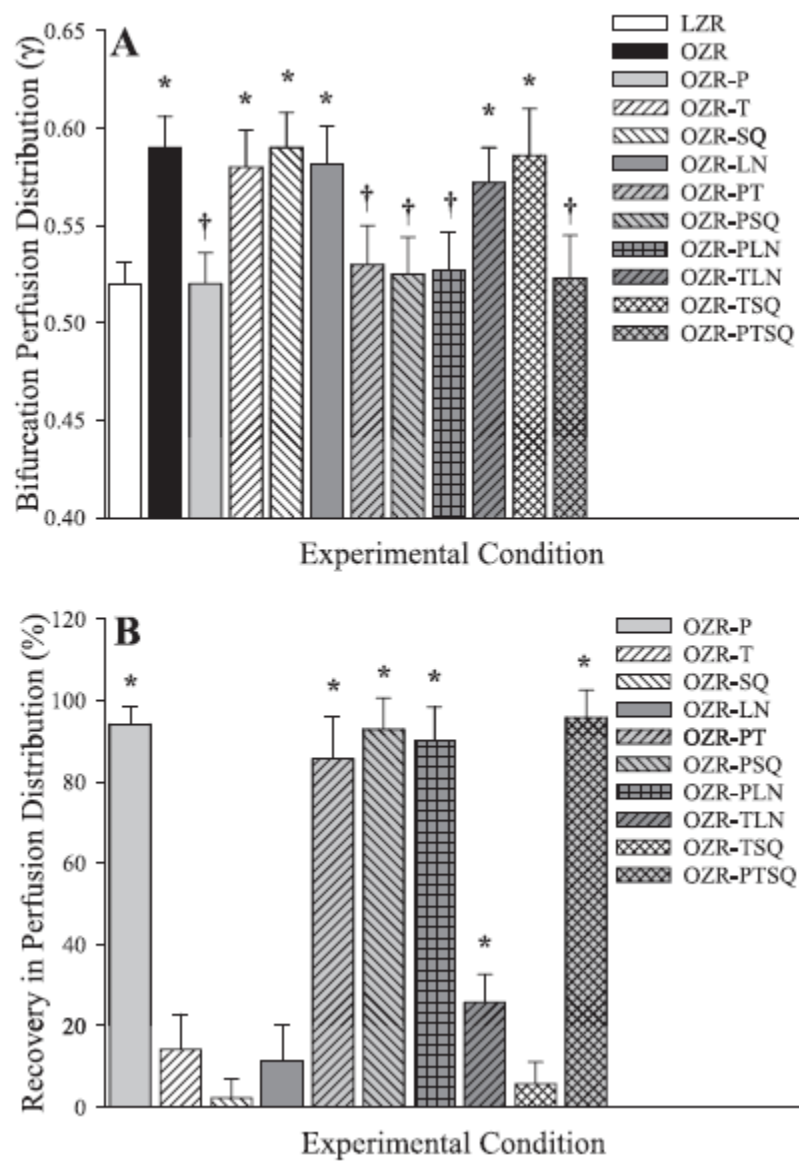 A
Bifurcation Perfusion Distribution (γ)
0.65
0.60
0.55
0.50
0.45
0.40
* † * * * † † † * * †
Experimental Condition
LZR
OZR
OZR-P
OZR-T
OZR-SQ
OZR-LN
OZR-PT
OZR-PSQ
OZR-PLN
OZR-TLN
OZR-TSQ
OZR-PTSQ
B
Recovery in Perfusion Distribution (%)
120
100
80
60
40
20
0
* * * * * *
Experimental Condition
OZR-P
OZR-T
OZR-SQ
OZR-LN
OZR-PT
OZR-PSQ
OZR-PLN
OZR-TLN
OZR-TSQ
OZR-PTSQ